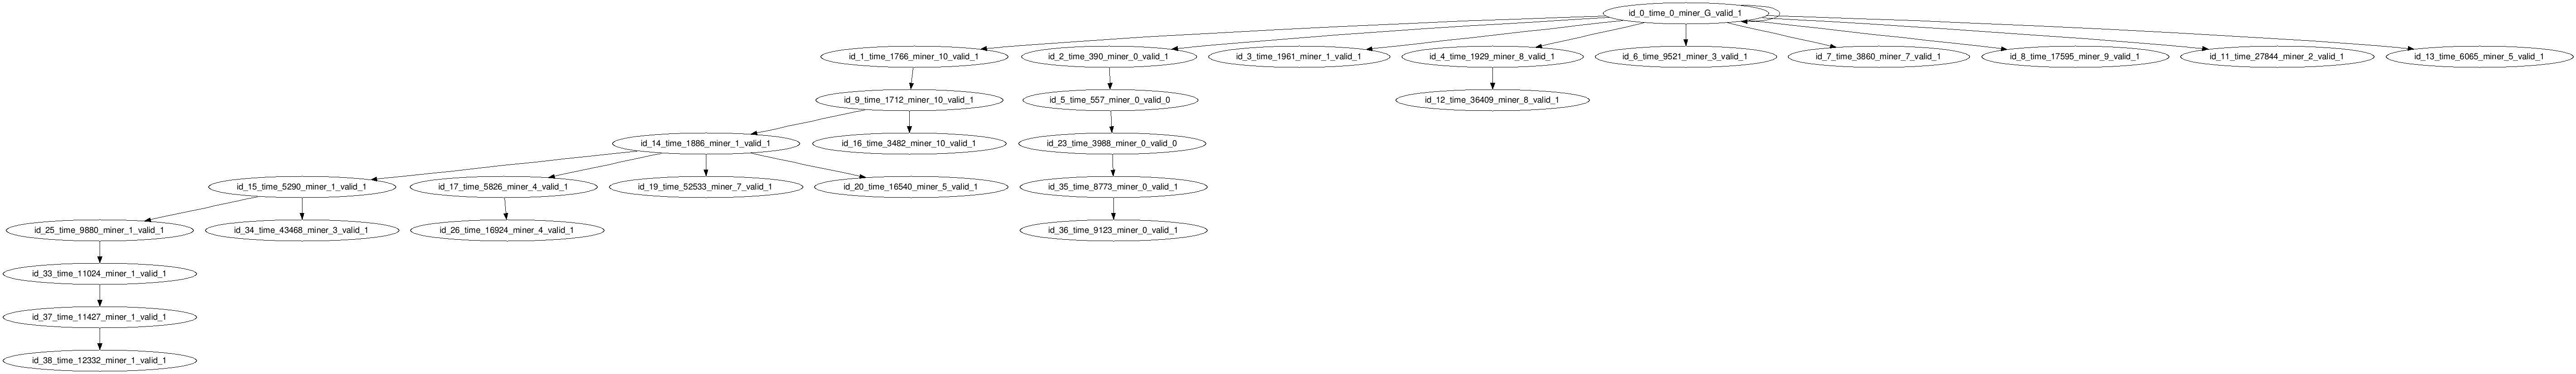 id_0_time_0_miner_G_valid_1
id_1_time_1766_miner_10_valid_1
id_2_time_390_miner_0_valid_1
id_3_time_1961_miner_1_valid_1
id_4_time_1929_miner_8_valid_1
id_6_time_9521_miner_3_valid_1
id_7_time_3860_miner_7_valid_1
id_8_time_17595_miner_9_valid_1
id_11_time_27844_miner_2_valid_1
id_13_time_6065_miner_5_valid_1
id_9_time_1712_miner_10_valid_1
id_5_time_557_miner_0_valid_0
id_12_time_36409_miner_8_valid_1
id_14_time_1886_miner_1_valid_1
id_16_time_3482_miner_10_valid_1
id_23_time_3988_miner_0_valid_0
id_15_time_5290_miner_1_valid_1
id_17_time_5826_miner_4_valid_1
id_19_time_52533_miner_7_valid_1
id_20_time_16540_miner_5_valid_1
id_35_time_8773_miner_0_valid_1
id_25_time_9880_miner_1_valid_1
id_34_time_43468_miner_3_valid_1
id_26_time_16924_miner_4_valid_1
id_36_time_9123_miner_0_valid_1
id_33_time_11024_miner_1_valid_1
id_37_time_11427_miner_1_valid_1
id_38_time_12332_miner_1_valid_1